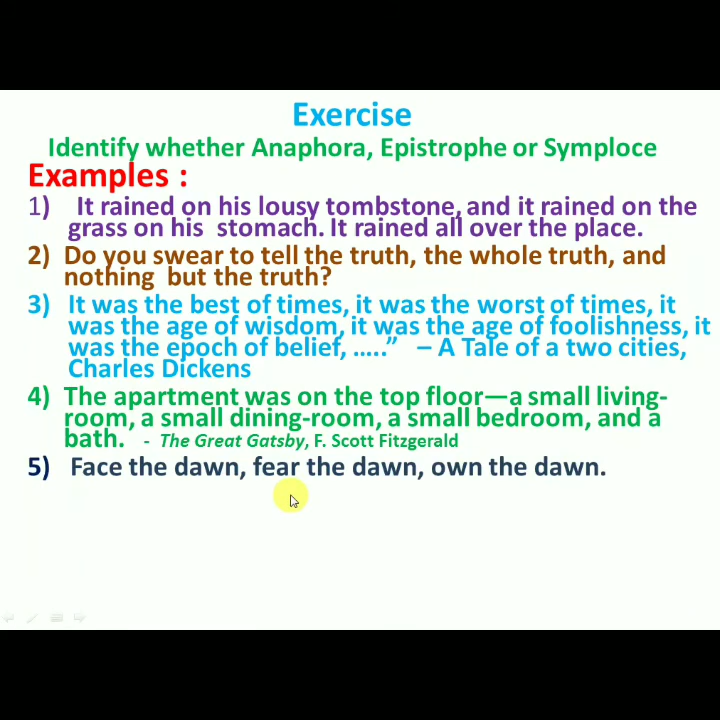 Exercise
Identify whether Anaphora, Epistrophe or Symploce
Examples :
1) It rained on his lousy tombstone, and it rained on the
grass on his stomach. It rained all over the place.
2) Do you swear to tell the truth, the whole truth, and
nothing but the truth?
3) It was the best of times, it was the worst of times, it
was the age of wisdom, it was the age of foolishness, it
was the epoch of belief, …..” – A Tale of a two cities,
Charles Dickens
4) The apartment was on the top floor—a small living-
room, a small dining-room, a small bedroom, and a
bath. - The Great Gatsby, F. Scott Fitzgerald
5) Face the dawn, fear the dawn, own the dawn.